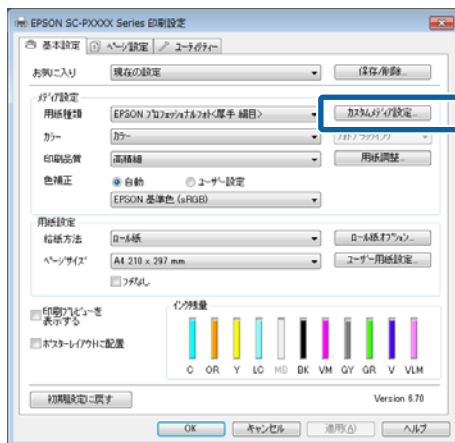 EPSON SC-PXXXX Series 印刷設定
基本設定 ページ設定 ユーティリティー
お気に入り 現在の設定 保存/削除...
メディア設定
用紙種類 EPSON プロフェッショナルフォト<厚手 絹目> カスタムメディア設定...
カラー カラー フォトブラックインク
印刷品質 高精細 用紙調整...
色補正 自動 ユーザー設定
EPSON 基準色 (sRGB)
用紙設定
給紙方法 ロール紙 ロール紙オプション...
ページサイズ A4 210 x 297 mm ユーザー用紙設定...
フチなし
印刷プレビューを
表示する
ポスターレイアウトに配置
インク残量
C OR Y LC MB BK VM GY GR V VLM
初期設定に戻す Version 6.70
OK キャンセル 適用(A) ヘルプ